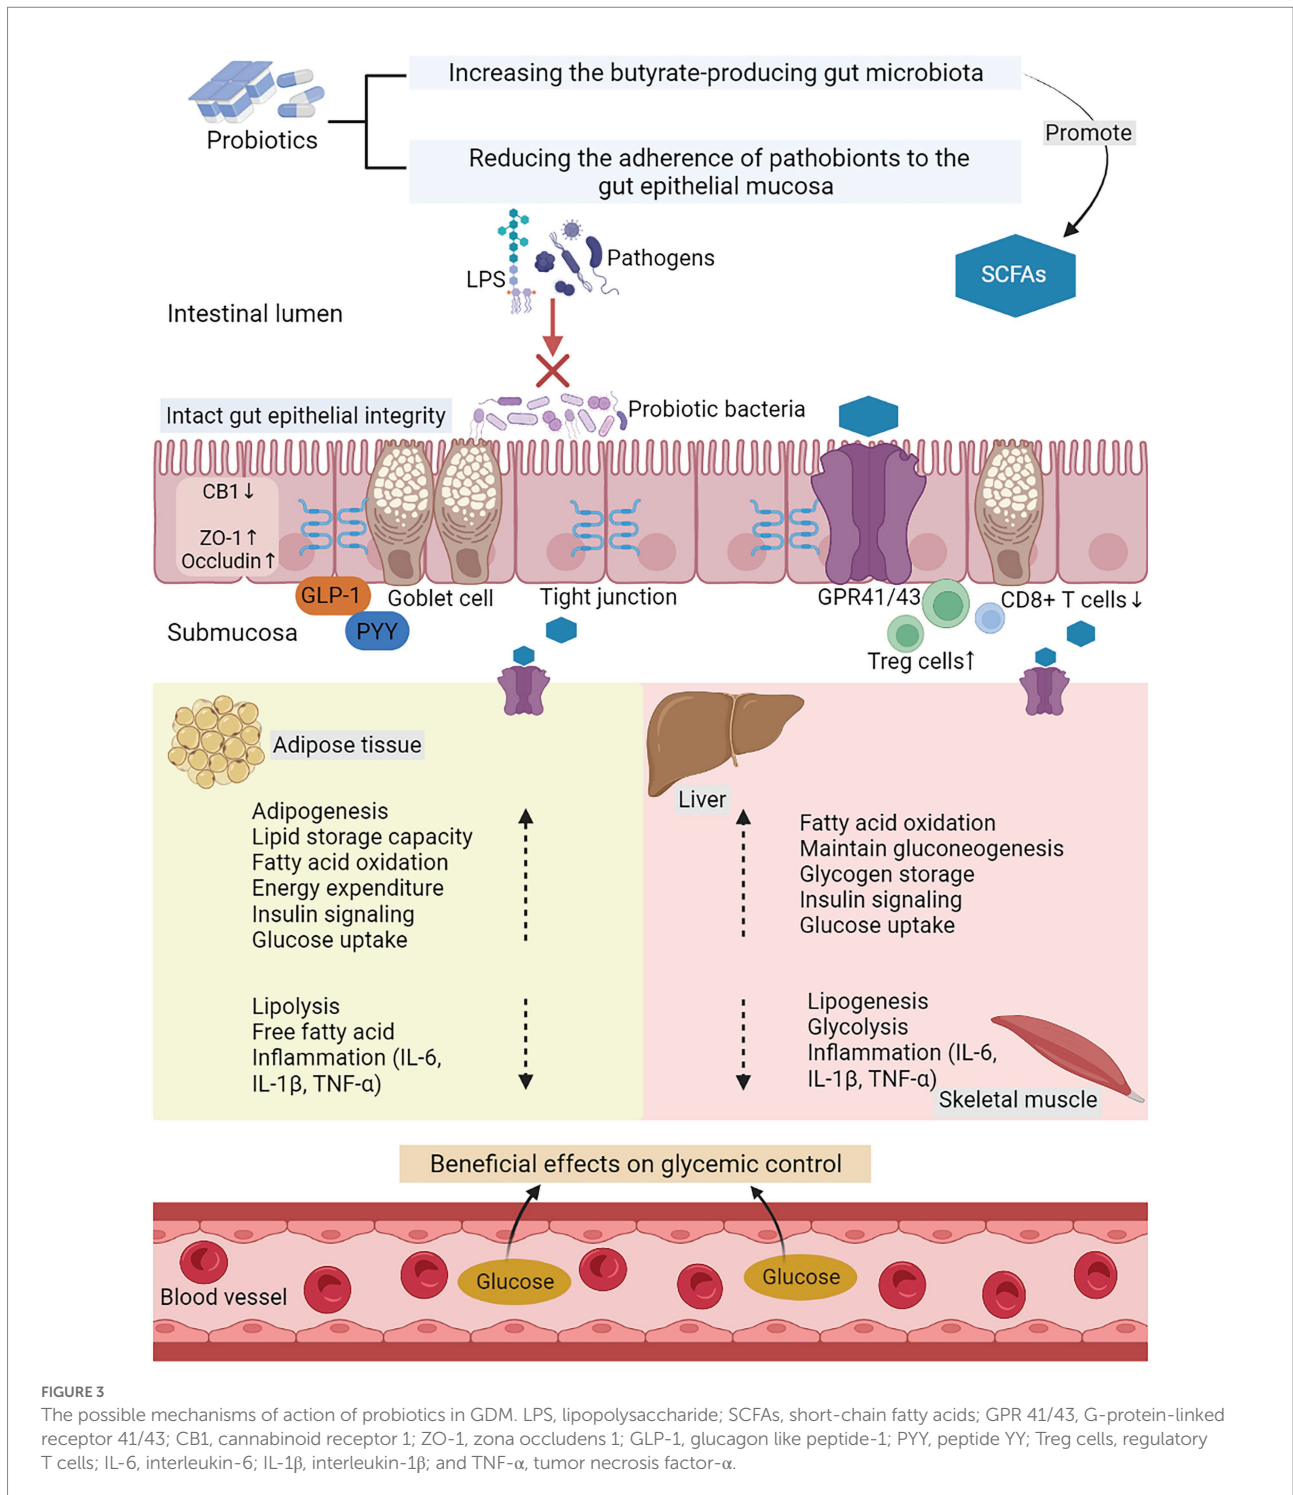 Increasing the butyrate-producing gut microbiota
Probiotics
Promote
Reducing the adherence of pathobionts to the
gut epithelial mucosa
LPS
Pathogens
SCFAs
Intestinal lumen
Intact gut epithelial integrity
Probiotic bacteria
CB1↓
ZO-1↑
Occludin↑
GLP-1
Goblet cell
Tight junction
GPR41/43
CD8+ T cells↓
Submucosa
PYY
Treg cells↑
Adipose tissue
Liver
Adipogenesis
Lipid storage capacity
Fatty acid oxidation
Energy expenditure
Insulin signaling
Glucose uptake
Fatty acid oxidation
Maintain gluconeogenesis
Glycogen storage
Insulin signaling
Glucose uptake
Lipolysis
Free fatty acid
Inflammation (IL-6,
IL-1β, TNF-α)
Lipogenesis
Glycolysis
Inflammation (IL-6,
IL-1β, TNF-α)
Skeletal muscle
Beneficial effects on glycemic control
Glucose
Glucose
Blood vessel
FIGURE 3
The possible mechanisms of action of probiotics in GDM. LPS, lipopolysaccharide; SCFAs, short-chain fatty acids; GPR 41/43, G-protein-linked
receptor 41/43; CB1, cannabinoid receptor 1; ZO-1, zona occludens 1; GLP-1, glucagon like peptide-1; PYY, peptide YY; Treg cells, regulatory
T cells; IL-6, interleukin-6; IL-1β, interleukin-1β; and TNF-α, tumor necrosis factor-α.